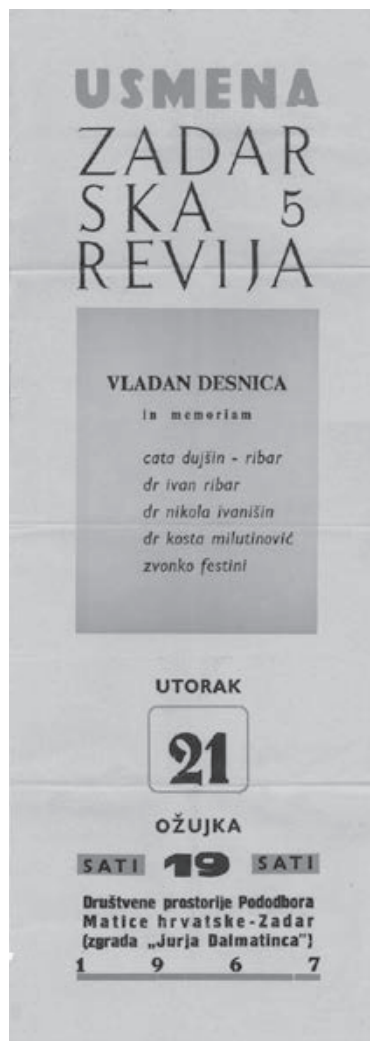 USMENA
ZADAR
SKA 5
REVIJA
VLADAN DESNICA
in memoriam
cata dujšin - ribar
dr ivan ribar
dr nikola ivanišin
dr kosta milutinović
zvonko festini
UTORAK
21
OŽUJKA
SATI 19 SATI
Društvene prostorije Pododbora
Matice hrvatske - Zadar
(zgrada „Jurja Dalmatinca”)
1 9 6 7